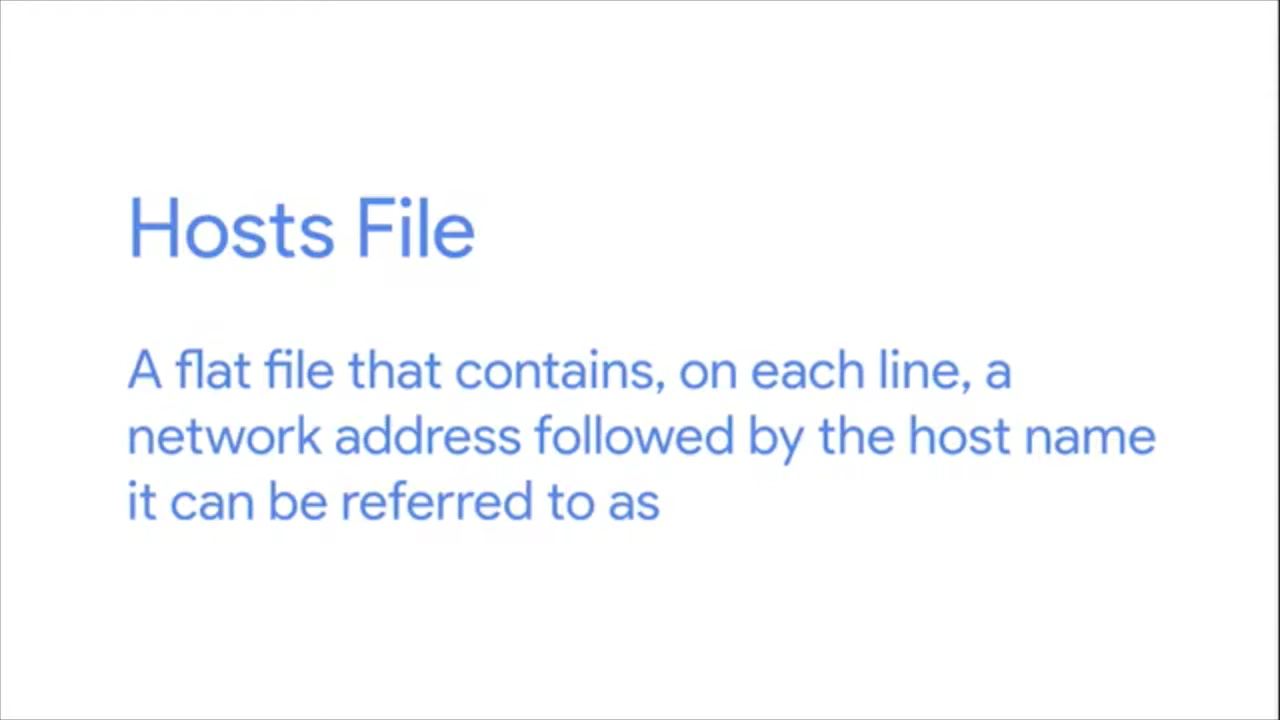 Hosts File
A flat file that contains, on each line, a
network address followed by the host name
it can be referred to as